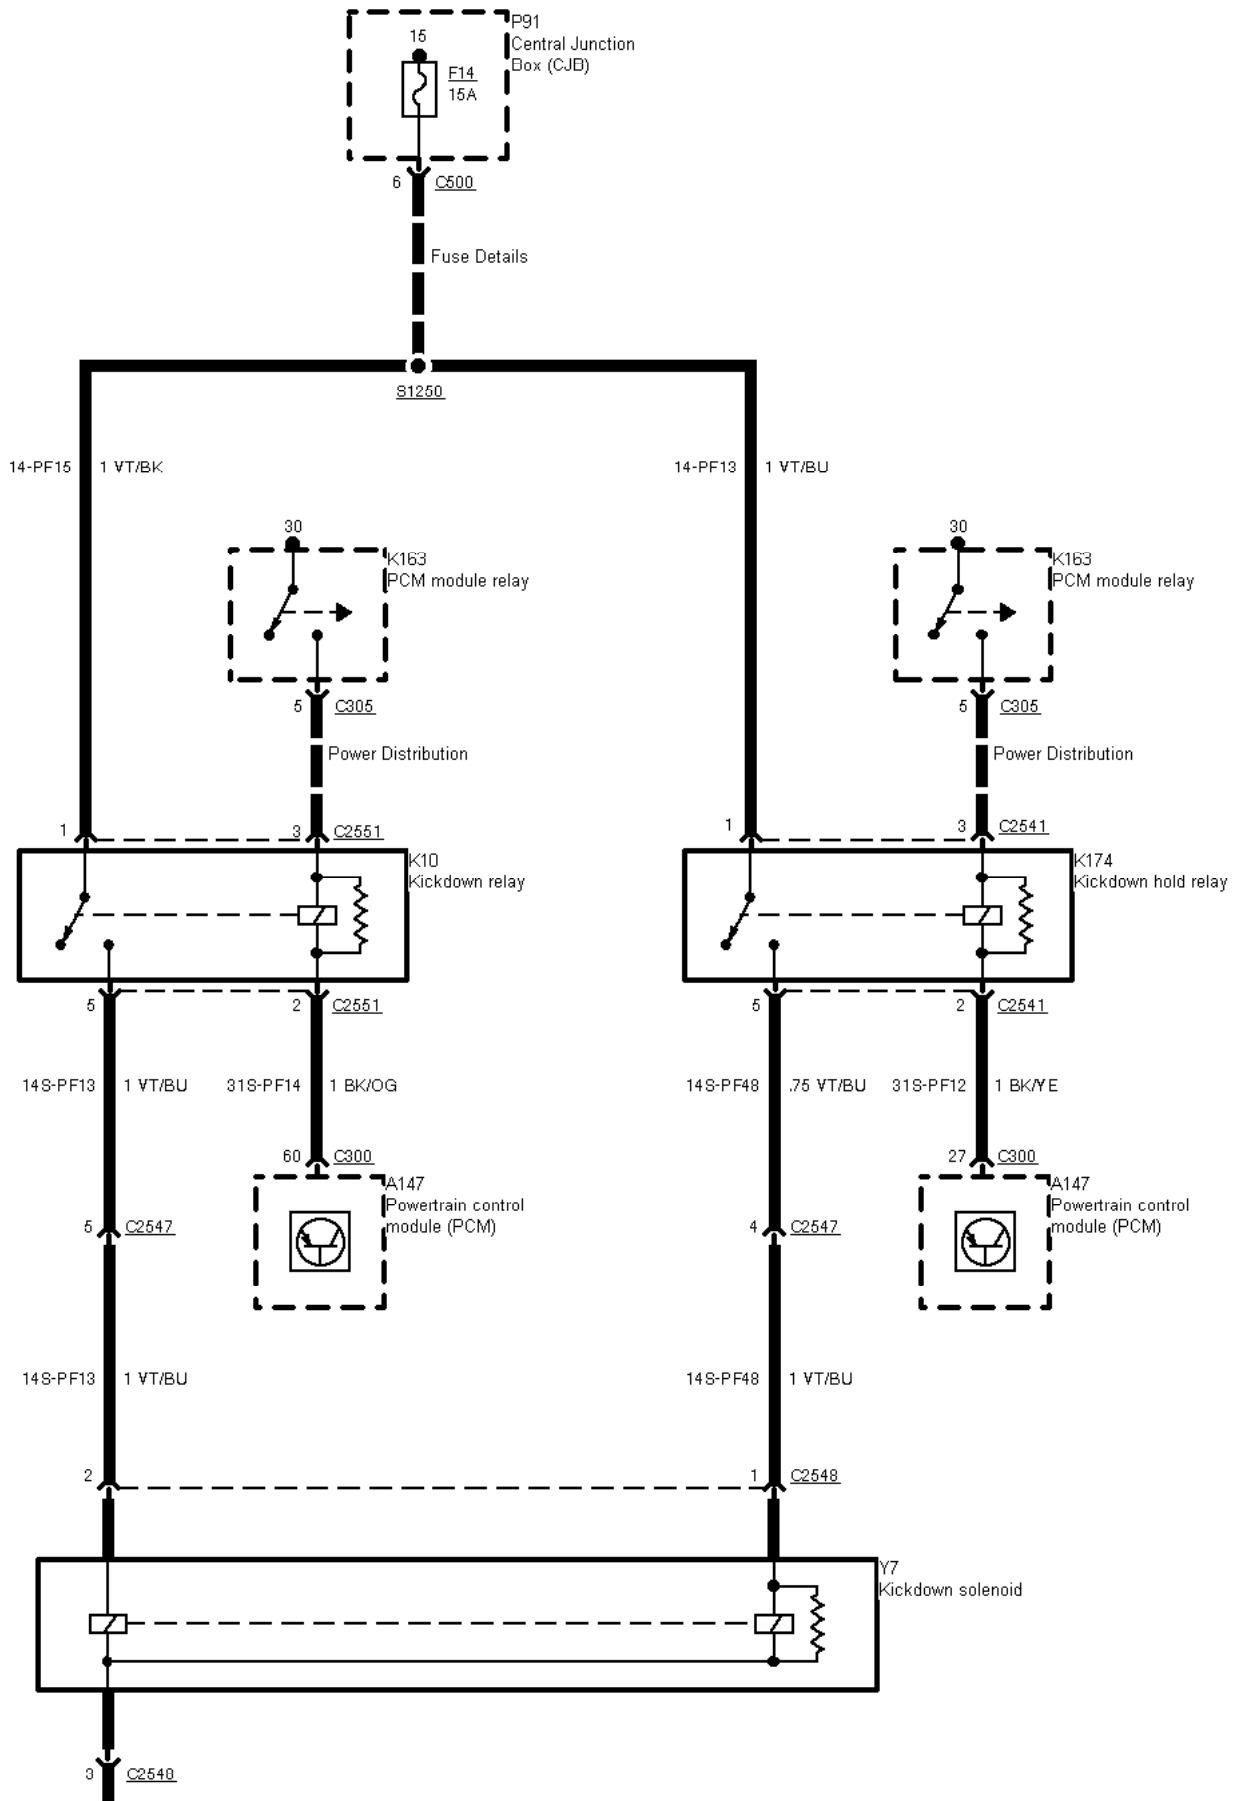 P91
15
Central Junction
Box (CJB)
F14
15A
6
C500
Fuse Details
S1250
14-PF15
1 VT/BK
14-PF13
1 VT/BU
30
K163
PCM module relay
30
K163
PCM module relay
5
C305
5
C305
Power Distribution
Power Distribution
1
3
C2551
1
3
C2541
K10
Kickdown relay
K174
Kickdown hold relay
5
2
C2551
5
2
C2541
14S-PF13
1 VT/BU
31S-PF14
1 BK/OG
14S-PF48
.75 VT/BU
31S-PF12
1 BK/YE
60
C300
27
C300
A147
Powertrain control
module (PCM)
A147
Powertrain control
module (PCM)
5
C2547
4
C2547
14S-PF13
1 VT/BU
14S-PF48
1 VT/BU
2
1
C2548
Y7
Kickdown solenoid
3
C2548